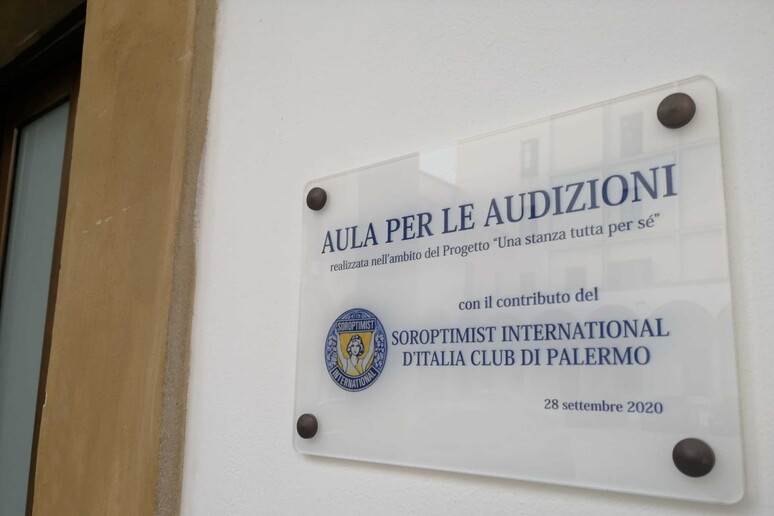 AULA PER LE AUDIZIONI
realizzata nell'ambito del Progetto "Una stanza tutta per sé"
con il contributo del
SOROPTIMIST
INTERNATIONAL
SOROPTIMIST INTERNATIONAL
D'ITALIA CLUB DI PALERMO
28 settembre 2020